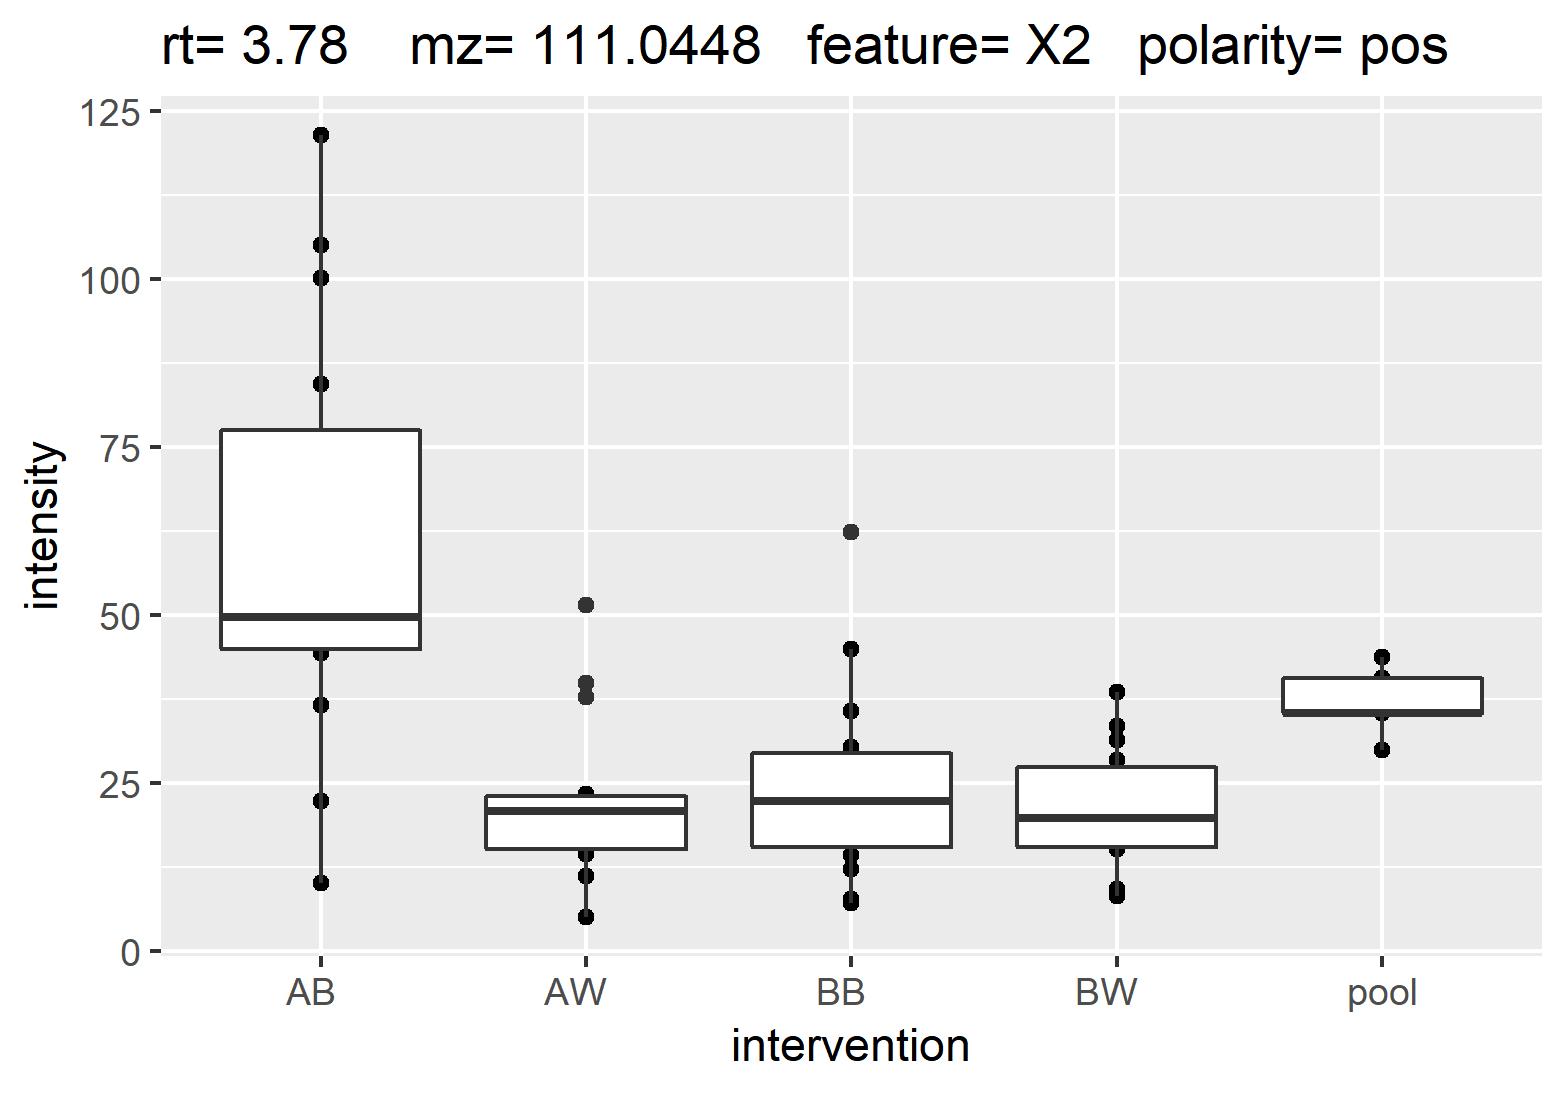 rt= 3.78 mz= 111.0448 feature= X2 polarity= pos
125
100
75
50
25
0
intensity
AB AW BB BW pool
intervention